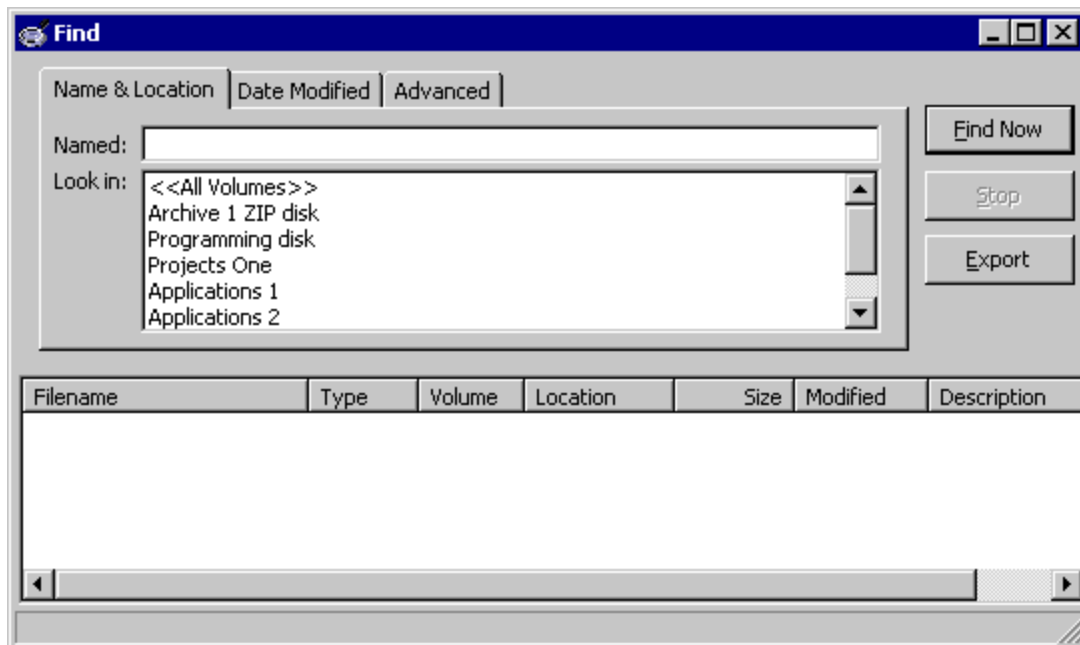 Find
Name & Location Date Modified Advanced
Named:
Look in:
<<All Volumes>>
Archive 1 ZIP disk
Programming disk
Projects One
Applications 1
Applications 2
Find Now
Stop
Export
Filename Type Volume Location Size Modified Description